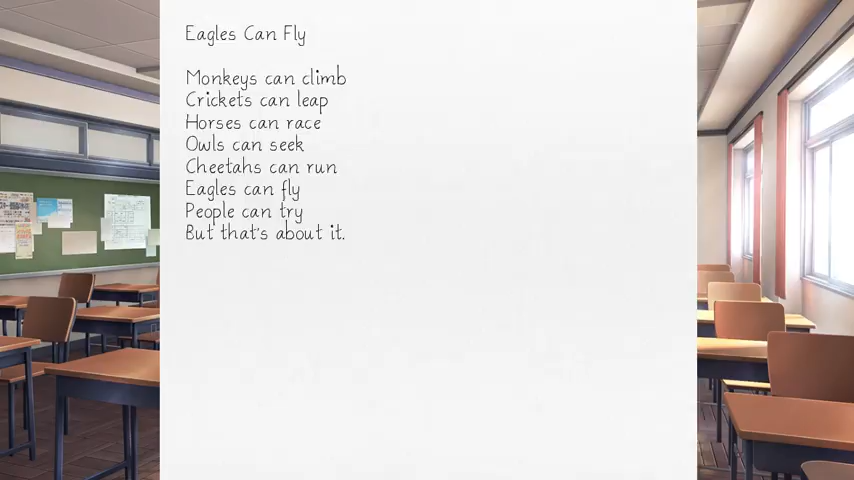 Eagles Can Fly
Monkeys can climb
Crickets can leap
Horses can race
Owls can seek
Cheetahs can run
Eagles can fly
People can try
But that's about it.